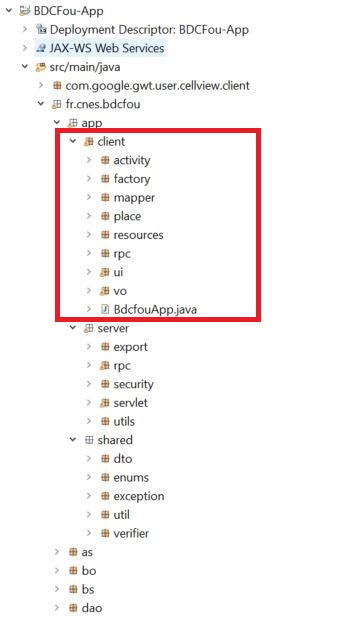 BDCFou-App
Deployment Descriptor: BDCFou-App
JAX-WS Web Services
src/main/java
com.google.gwt.user.cellview.client
fr.cnes.bdcfou
app
client
activity
factory
mapper
place
resources
rpc
ui
vo
BdcfouApp.java
server
export
rpc
security
servlet
utils
shared
dto
enums
exception
util
verifier
as
bo
bs
dao